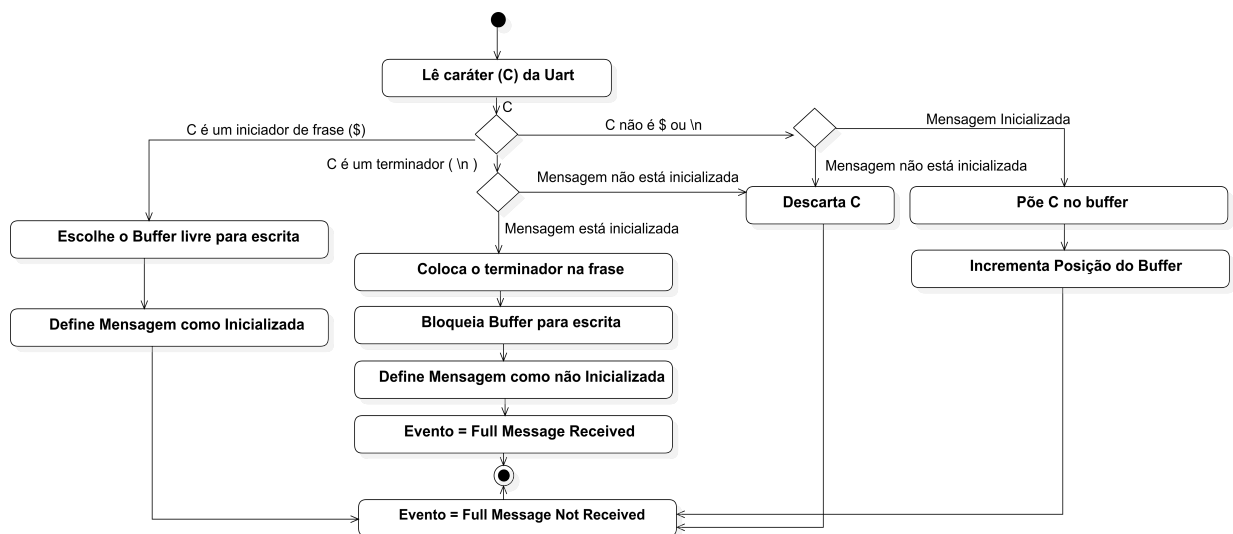 Lê caráter (C) da Uart
C
C é um iniciador de frase ($)
C não é $ ou \n
Mensagem Inicializada
C é um terminador ( \n )
Mensagem não está inicializada
Mensagem não está inicializada
Descarta C
Põe C no buffer
Mensagem está inicializada
Escolhe o Buffer livre para escrita
Coloca o terminador na frase
Incrementa Posição do Buffer
Define Mensagem como Inicializada
Bloqueia Buffer para escrita
Define Mensagem como não Inicializada
Evento = Full Message Received
Evento = Full Message Not Received